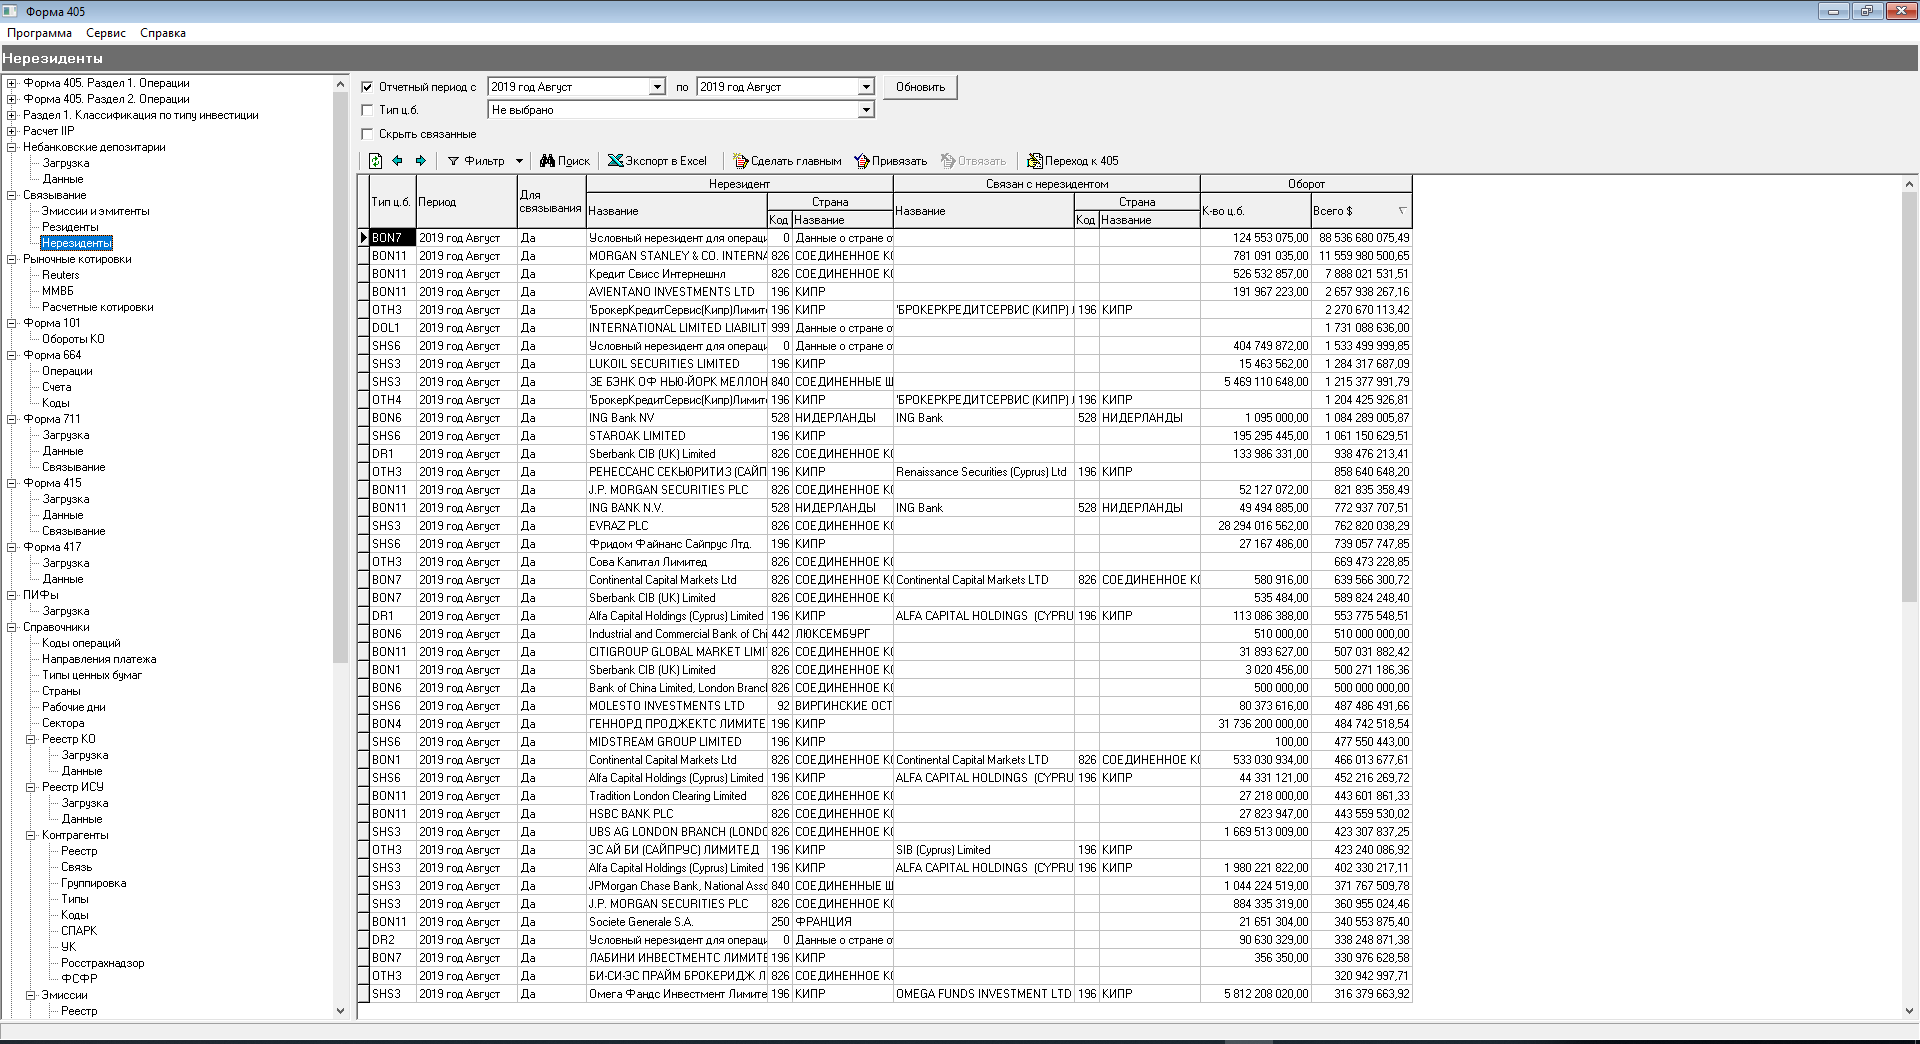 Форма 405
Программа Сервис Справка
Нерезиденты
Форма 405. Раздел 1. Операции
Форма 405. Раздел 2. Операции
Раздел 1. Классификация по типу инвестиции
Расчет IIP
Небанковские депозитарии
Загрузка
Данные
Связывание
Эмиссии и эмитенты
Резиденты
Нерезиденты
Рыночные котировки
Reuters
ММВБ
Расчетные котировки
Форма 101
Обороты КО
Форма 664
Операции
Счета
Коды
Форма 711
Загрузка
Данные
Связывание
Форма 415
Загрузка
Данные
Связывание
Форма 417
Загрузка
Данные
ПИФы
Загрузка
Справочники
Коды операций
Направления платежа
Типы ценных бумаг
Страны
Рабочие дни
Сектора
Реестр КО
Загрузка
Данные
Реестр ИСУ
Загрузка
Данные
Контрагенты
Реестр
Связь
Группировка
Типы
Коды
СПАРК
УК
Росстрахнадзор
ФСФР
Эмиссии
Реестр
Отчетный период с 2019 год Август по 2019 год Август Обновить
Тип ц.б. Не выбрано
Скрыть связанные
Фильтр Поиск Экспорт в Excel Сделать главным Привязать Отвязать Переход к 405
Тип ц.б. Период Для связывания Нерезидент Связан с нерезидентом Оборот
Название Страна Название Страна К-во ц.б. Всего $
Код Название Код Название
BON7 2019 год Август Да Условный нерезидент для операци 0 Данные о стране о 124 553 075,00 88 536 680 075,49
BON11 2019 год Август Да MORGAN STANLEY & CO. INTERNA 826 СОЕДИНЕННОЕ КО 781 091 035,00 11 559 980 500,65
BON11 2019 год Август Да Кредит Свисс Интернешнл 826 СОЕДИНЕННОЕ КО 526 532 857,00 7 888 021 531,51
BON11 2019 год Август Да AVIENTANO INVESTMENTS LTD 196 КИПР 191 967 223,00 2 657 938 267,16
OTH3 2019 год Август Да 'БрокерКредитСервис(Кипр)Лимите 196 КИПР 'БРОКЕРКРЕДИТСЕРВИС (КИПР) Л 196 КИПР 2 270 670 113,42
DOL1 2019 год Август Да INTERNATIONAL LIMITED LIABILIT 999 Данные о стране о 1 731 088 636,00
SHS6 2019 год Август Да Условный нерезидент для операци 0 Данные о стране о 404 749 872,00 1 533 499 999,85
SHS3 2019 год Август Да LUKOIL SECURITIES LIMITED 196 КИПР 15 463 562,00 1 284 317 687,09
SHS3 2019 год Август Да ЗЕ БЭНК ОФ НЬЮ-ЙОРК МЕЛЛОН 840 СОЕДИНЕННЫЕ Ш 5 469 110 648,00 1 215 377 991,79
OTH4 2019 год Август Да 'БрокерКредитСервис(Кипр)Лимите 196 КИПР 'БРОКЕРКРЕДИТСЕРВИС (КИПР) Л 196 КИПР 1 204 425 926,81
BON6 2019 год Август Да ING Bank NV 528 НИДЕРЛАНДЫ ING Bank 528 НИДЕРЛАНДЫ 1 095 000,00 1 084 289 005,87
SHS6 2019 год Август Да STAROAK LIMITED 196 КИПР 195 295 445,00 1 061 150 629,51
DR1 2019 год Август Да Sberbank CIB (UK) Limited 826 СОЕДИНЕННОЕ КО 133 986 331,00 938 476 213,41
OTH3 2019 год Август Да РЕНЕССАНС СЕКЬЮРИТИЗ (САЙП 196 КИПР Renaissance Securities (Cyprus) Ltd 196 КИПР 858 640 648,20
BON11 2019 год Август Да J.P. MORGAN SECURITIES PLC 826 СОЕДИНЕННОЕ КО 52 127 072,00 821 835 358,49
BON11 2019 год Август Да ING BANK N.V. 528 НИДЕРЛАНДЫ ING Bank 528 НИДЕРЛАНДЫ 49 494 885,00 772 937 707,51
SHS3 2019 год Август Да EVRAZ PLC 826 СОЕДИНЕННОЕ КО 28 294 016 562,00 762 820 038,29
SHS6 2019 год Август Да Фридом Файнанс Сайпрус Лтд. 196 КИПР 27 167 486,00 739 057 747,85
OTH3 2019 год Август Да Сова Капитал Лимитед 826 СОЕДИНЕННОЕ КО 669 473 228,85
BON7 2019 год Август Да Continental Capital Markets Ltd 826 СОЕДИНЕННОЕ КО Continental Capital Markets LTD 826 СОЕДИНЕННОЕ КО 580 916,00 639 566 300,72
BON7 2019 год Август Да Sberbank CIB (UK) Limited 826 СОЕДИНЕННОЕ КО 535 484,00 589 824 248,40
DR1 2019 год Август Да Alfa Capital Holdings (Cyprus) Limited 196 КИПР ALFA CAPITAL HOLDINGS (CYPRU 196 КИПР 113 086 388,00 553 775 548,51
BON6 2019 год Август Да Industrial and Commercial Bank of Chi 442 ЛЮКСЕМБУРГ 510 000,00 510 000 000,00
BON11 2019 год Август Да CITIGROUP GLOBAL MARKET LIMI 826 СОЕДИНЕННОЕ КО 31 893 627,00 507 031 882,42
BON1 2019 год Август Да Sberbank CIB (UK) Limited 826 СОЕДИНЕННОЕ КО 3 020 456,00 500 271 186,36
BON6 2019 год Август Да Bank of China Limited, London Branch 826 СОЕДИНЕННОЕ КО 500 000,00 500 000 000,00
SHS6 2019 год Август Да MOLESTO INVESTMENTS LTD 92 ВИРГИНСКИЕ ОСТ 80 373 616,00 487 486 491,66
BON4 2019 год Август Да ГЕННОРД ПРОДЖЕКТС ЛИМИТЕ 196 КИПР 31 736 200 000,00 484 742 518,54
SHS6 2019 год Август Да MIDSTREAM GROUP LIMITED 196 КИПР 100,00 477 550 443,00
BON1 2019 год Август Да Continental Capital Markets Ltd 826 СОЕДИНЕННОЕ КО Continental Capital Markets LTD 826 СОЕДИНЕННОЕ КО 533 030 934,00 466 013 677,61
SHS6 2019 год Август Да Alfa Capital Holdings (Cyprus) Limited 196 КИПР ALFA CAPITAL HOLDINGS (CYPRU 196 КИПР 44 331 121,00 452 216 269,72
BON11 2019 год Август Да Tradition London Clearing Limited 826 СОЕДИНЕННОЕ КО 27 218 000,00 443 601 861,33
BON11 2019 год Август Да HSBC BANK PLC 826 СОЕДИНЕННОЕ КО 27 823 947,00 443 559 530,02
SHS3 2019 год Август Да UBS AG LONDON BRANCH (LONDO 826 СОЕДИНЕННОЕ КО 1 669 513 009,00 423 307 837,25
OTH3 2019 год Август Да ЭС АЙ БИ (САЙПРУС) ЛИМИТЕД 196 КИПР SIB (Cyprus) Limited 196 КИПР 423 240 086,92
SHS3 2019 год Август Да Alfa Capital Holdings (Cyprus) Limited 196 КИПР ALFA CAPITAL HOLDINGS (CYPRU 196 КИПР 1 980 221 822,00 402 330 217,11
SHS3 2019 год Август Да JPMorgan Chase Bank, National Asso 840 СОЕДИНЕННЫЕ Ш 1 044 224 519,00 371 767 509,78
SHS3 2019 год Август Да J.P. MORGAN SECURITIES PLC 826 СОЕДИНЕННОЕ КО 884 335 319,00 360 955 024,46
BON11 2019 год Август Да Societe Generale S.A. 250 ФРАНЦИЯ 21 651 304,00 340 553 875,40
DR2 2019 год Август Да Условный нерезидент для операци 0 Данные о стране о 90 630 329,00 338 248 871,38
BON7 2019 год Август Да ЛАБИНИ ИНВЕСТМЕНТС ЛИМИТЕ 196 КИПР 356 350,00 330 976 628,58
OTH3 2019 год Август Да БИ-СИ-ЭС ПРАЙМ БРОКЕРИДЖ Л 826 СОЕДИНЕННОЕ КО 320 942 997,71
SHS3 2019 год Август Да Омега Фандс Инвестмент Лимите 196 КИПР OMEGA FUNDS INVESTMENT LTD 196 КИПР 5 812 208 020,00 316 379 663,92